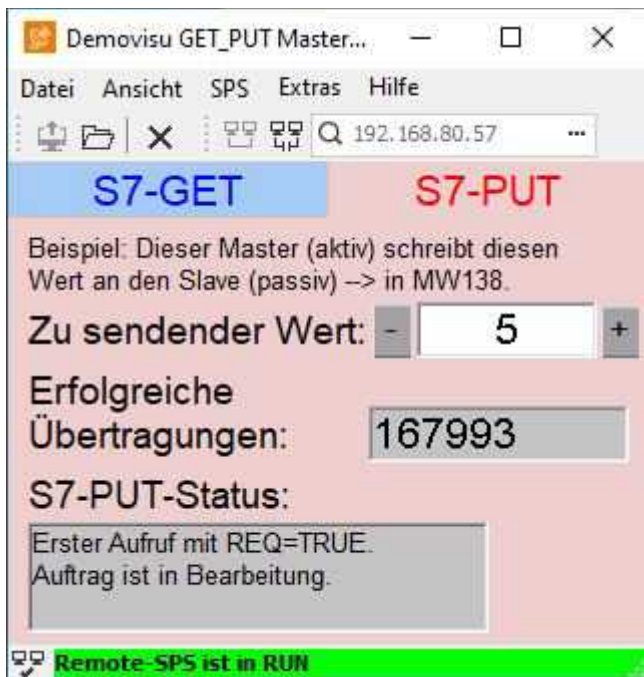 Demovisu GET_PUT Master...
Datei Ansicht SPS Extras Hilfe
192.168.80.57 ...
S7-GET S7-PUT
Beispiel: Dieser Master (aktiv) schreibt diesen
Wert an den Slave (passiv) --> in MW138.
Zu sendender Wert: - 5 +
Erfolgreiche
Übertragungen: 167993
S7-PUT-Status:
Erster Aufruf mit REQ=TRUE.
Auftrag ist in Bearbeitung.
Remote-SPS ist in RUN